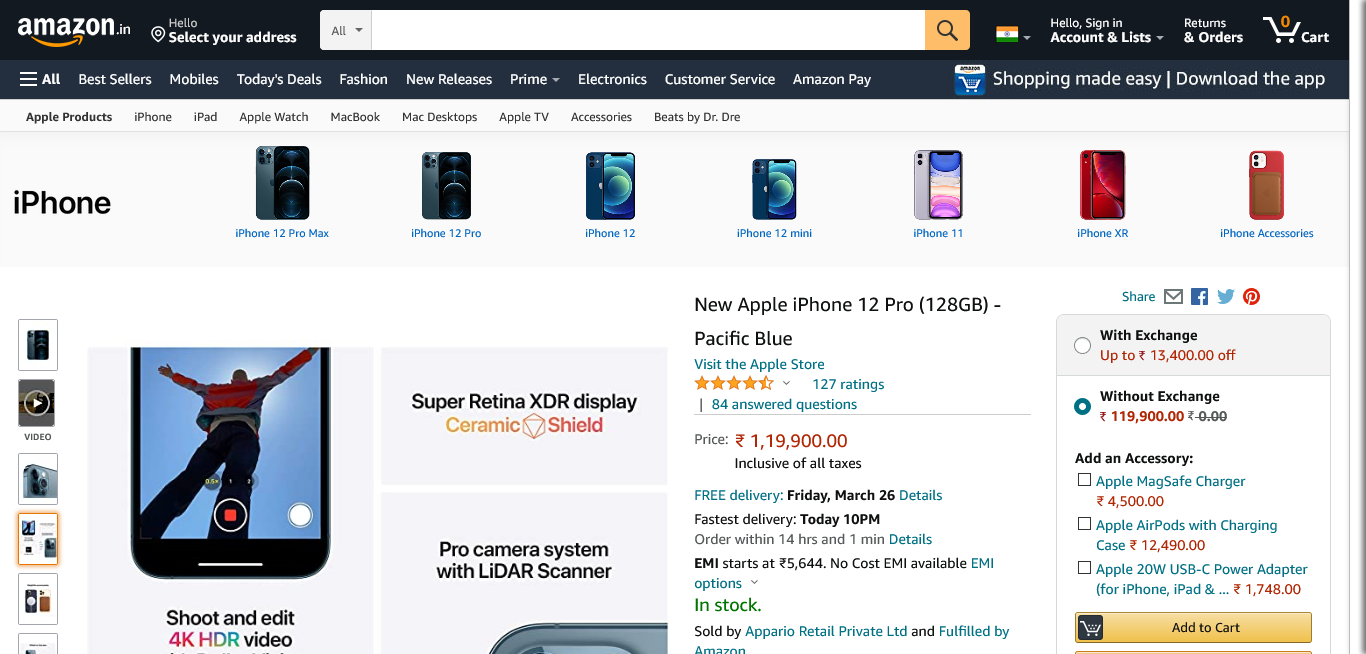 amazon.in
Hello
Select your address
All
Hello, Sign in
Account & Lists
Returns
& Orders
0
Cart
All
Best Sellers
Mobiles
Today's Deals
Fashion
New Releases
Prime
Electronics
Customer Service
Amazon Pay
amazon
Shopping made easy | Download the app
Apple Products
iPhone
iPad
Apple Watch
MacBook
Mac Desktops
Apple TV
Accessories
Beats by Dr. Dre
iPhone
iPhone 12 Pro Max
iPhone 12 Pro
iPhone 12
iPhone 12 mini
iPhone 11
iPhone XR
iPhone Accessories
VIDEO
0.5×
1
2
Shoot and edit
4K HDR video
Super Retina XDR display
Ceramic Shield
Pro camera system
with LiDAR Scanner
New Apple iPhone 12 Pro (128GB) -
Pacific Blue
Visit the Apple Store
127 ratings
| 84 answered questions
Price: ₹ 1,19,900.00
Inclusive of all taxes
FREE delivery: Friday, March 26 Details
Fastest delivery: Today 10PM
Order within 14 hrs and 1 min Details
EMI starts at ₹5,644. No Cost EMI available EMI
options
In stock.
Sold by Appario Retail Private Ltd and Fulfilled by
Amazon.
Share
With Exchange
Up to ₹ 13,400.00 off
Without Exchange
₹ 119,900.00 ₹ 0.00
Add an Accessory:
Apple MagSafe Charger
₹ 4,500.00
Apple AirPods with Charging
Case ₹ 12,490.00
Apple 20W USB-C Power Adapter
(for iPhone, iPad & ... ₹ 1,748.00
Add to Cart